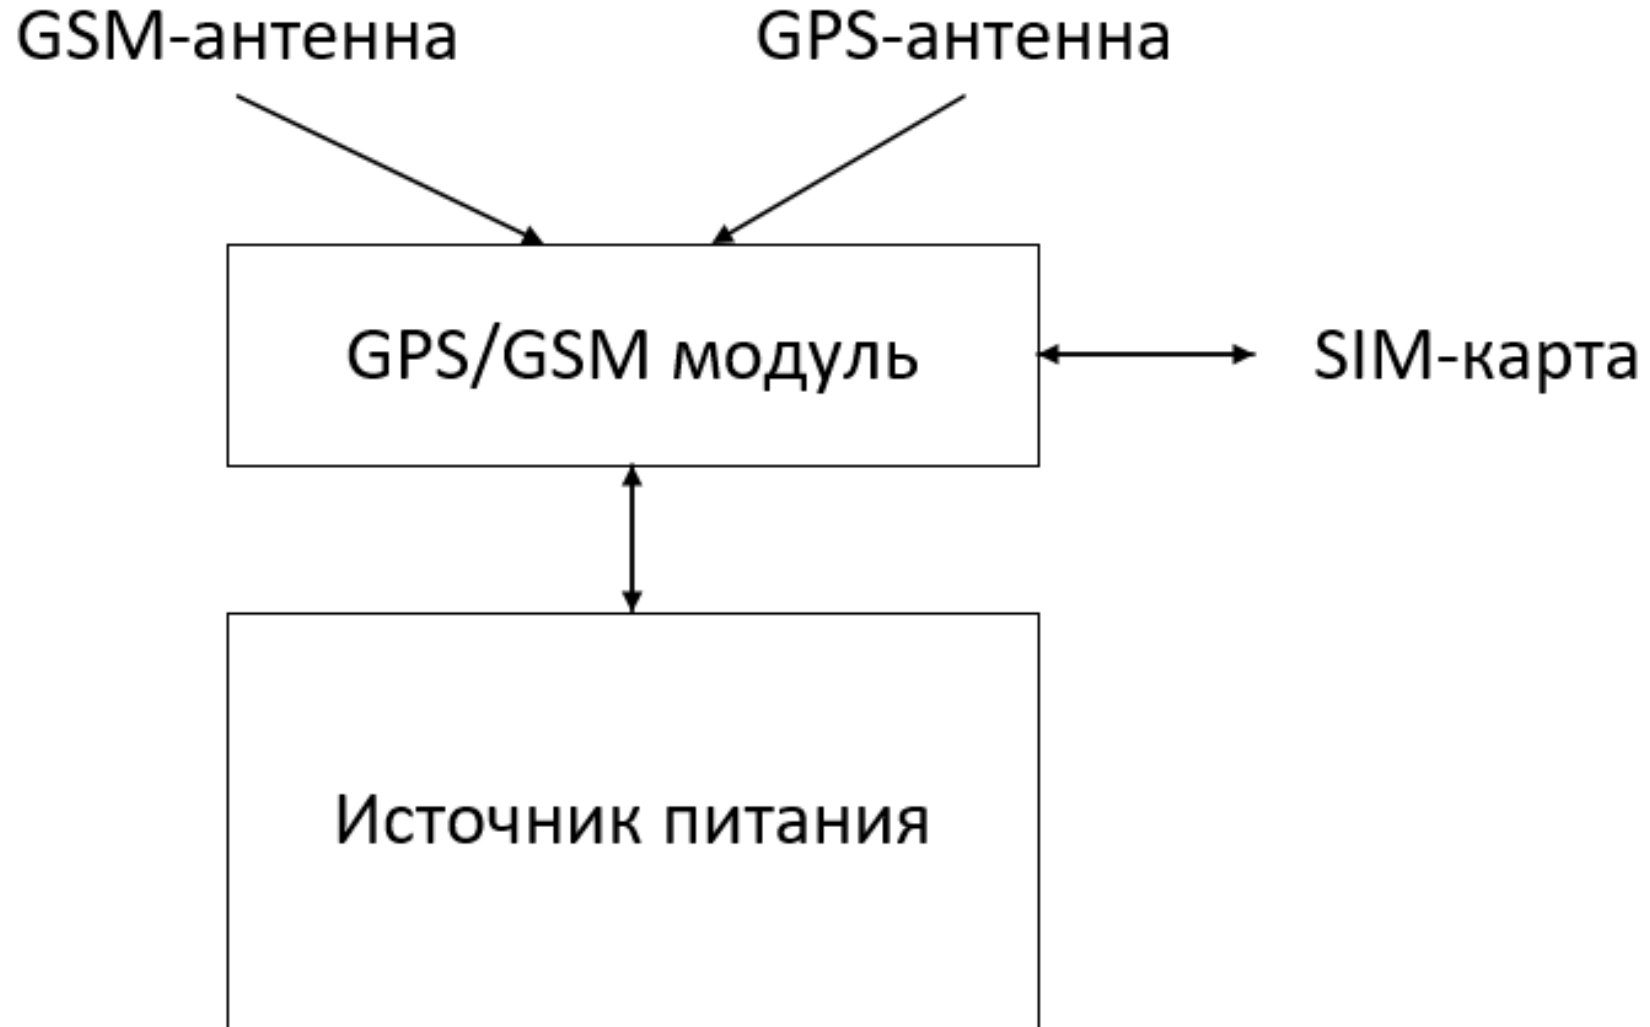 GSM-антенна
GPS-антенна
GPS/GSM модуль
SIM-карта
Источник питания